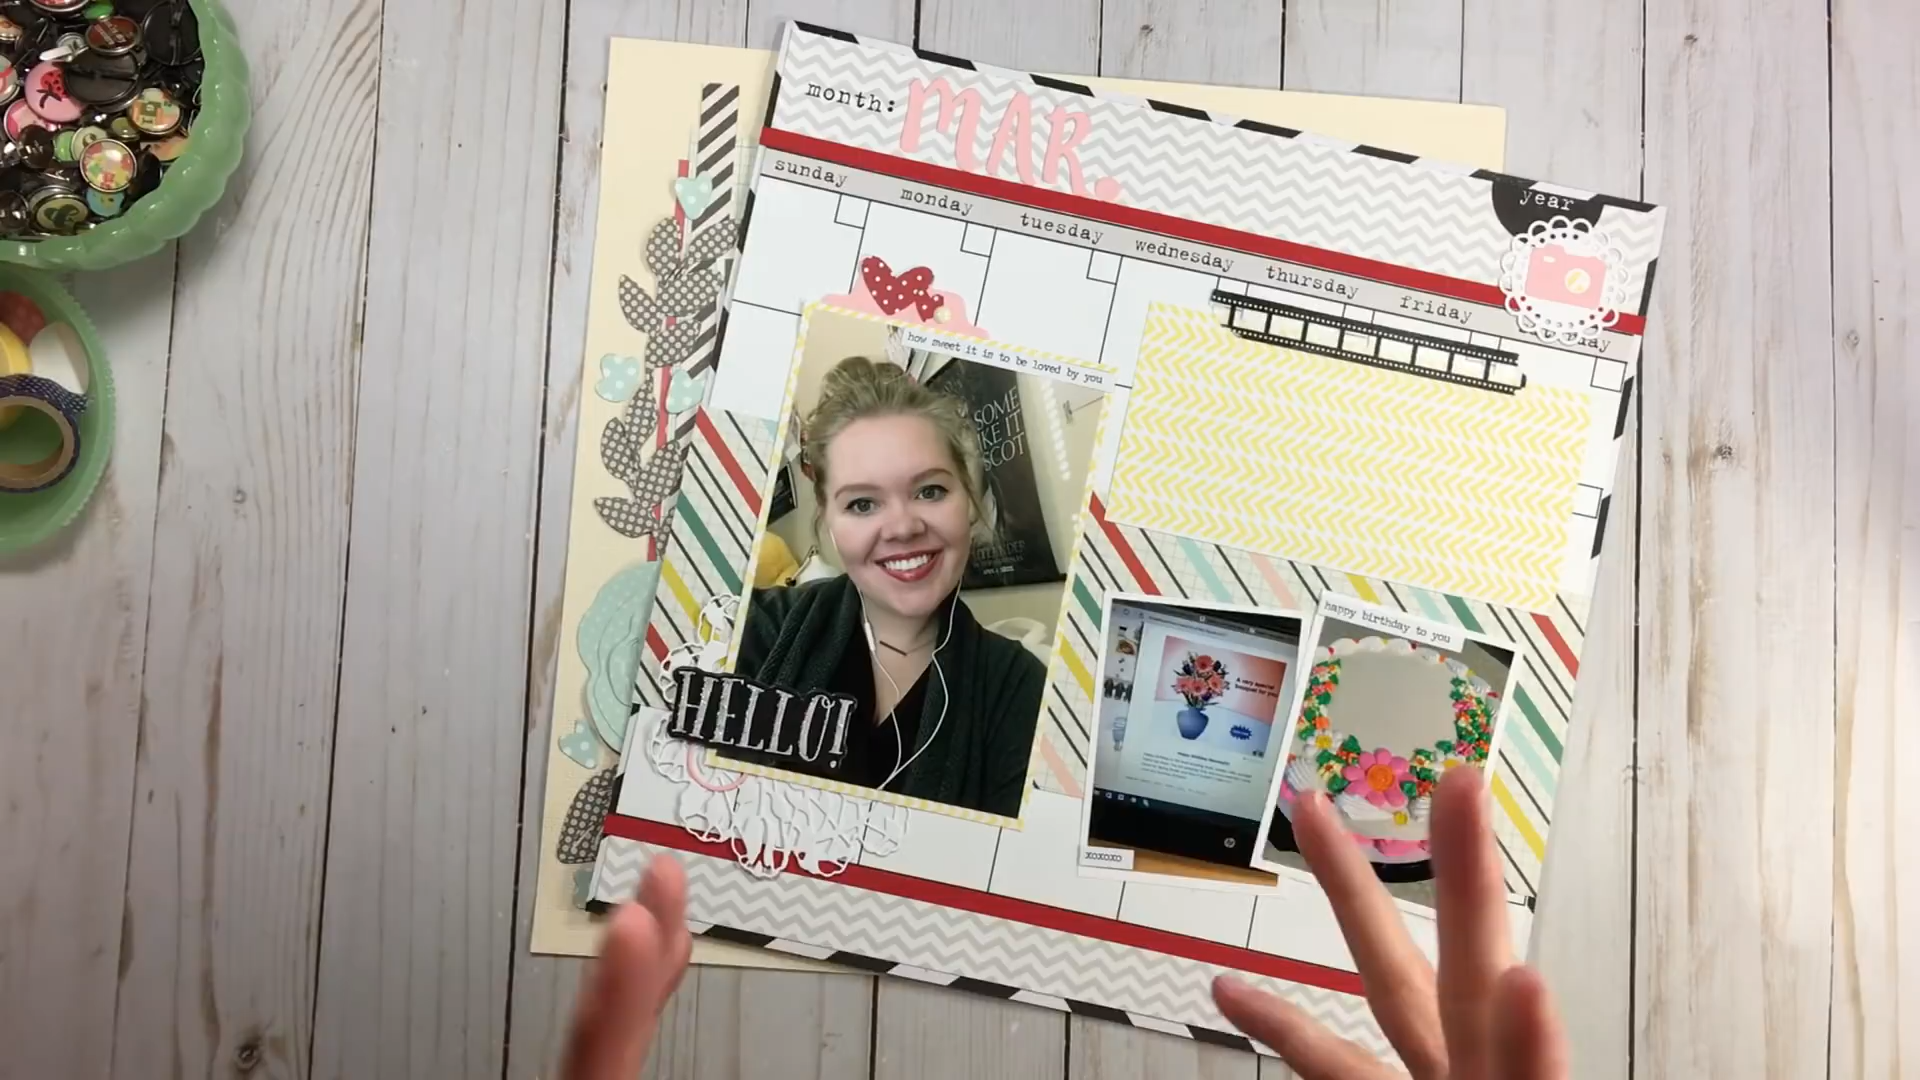 month: MAR.
year
sunday monday tuesday wednesday thursday friday
how sweet it is to be loved by you
SOME
IKE IT
SCOT
HELLO!
A very special
bouquet for you
happy birthday to you
xoxoxo